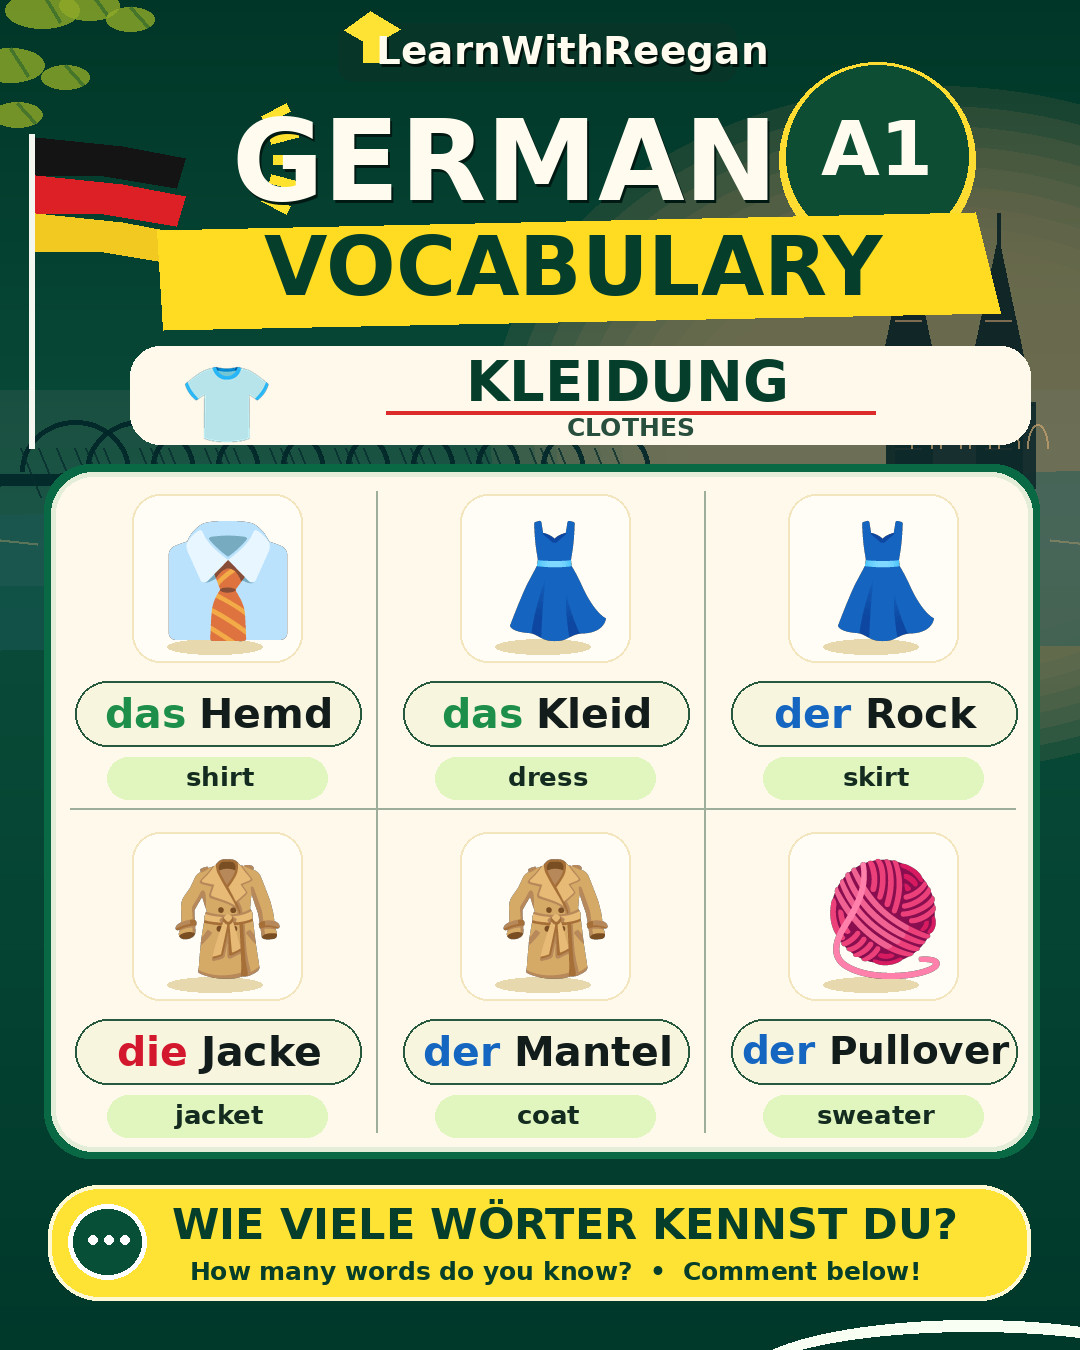 LearnWithReegan
GERMAN
A1
VOCABULARY
KLEIDUNG
CLOTHES
das Hemd
das Kleid
der Rock
shirt
dress
skirt
die Jacke
der Mantel
der Pullover
jacket
coat
sweater
WIE VIELE WÖRTER KENNST DU?
How many words do you know? • Comment below!